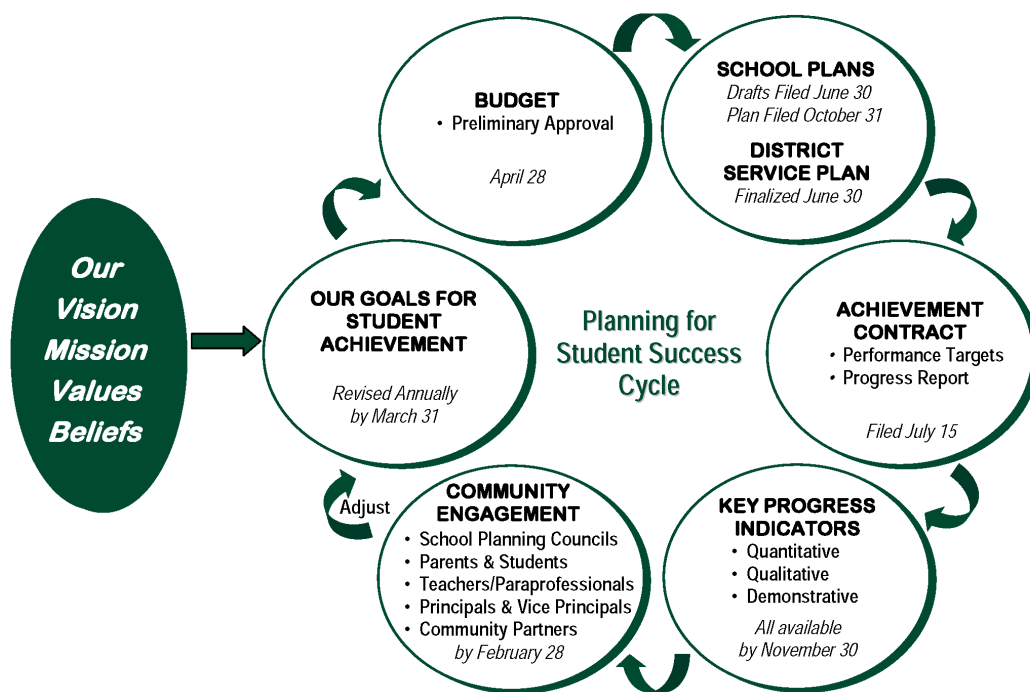 Our
Vision
Mission
Values
Beliefs
OUR GOALS FOR
STUDENT
ACHIEVEMENT
Revised Annually
by March 31
BUDGET
• Preliminary Approval
April 28
SCHOOL PLANS
Drafts Filed June 30
Plan Filed October 31
DISTRICT
SERVICE PLAN
Finalized June 30
ACHIEVEMENT
CONTRACT
• Performance Targets
• Progress Report
Filed July 15
KEY PROGRESS
INDICATORS
• Quantitative
• Qualitative
• Demonstrative
All available
by November 30
COMMUNITY
ENGAGEMENT
• School Planning Councils
• Parents & Students
• Teachers/Paraprofessionals
• Principals & Vice Principals
• Community Partners
by February 28
Adjust
Planning for
Student Success
Cycle